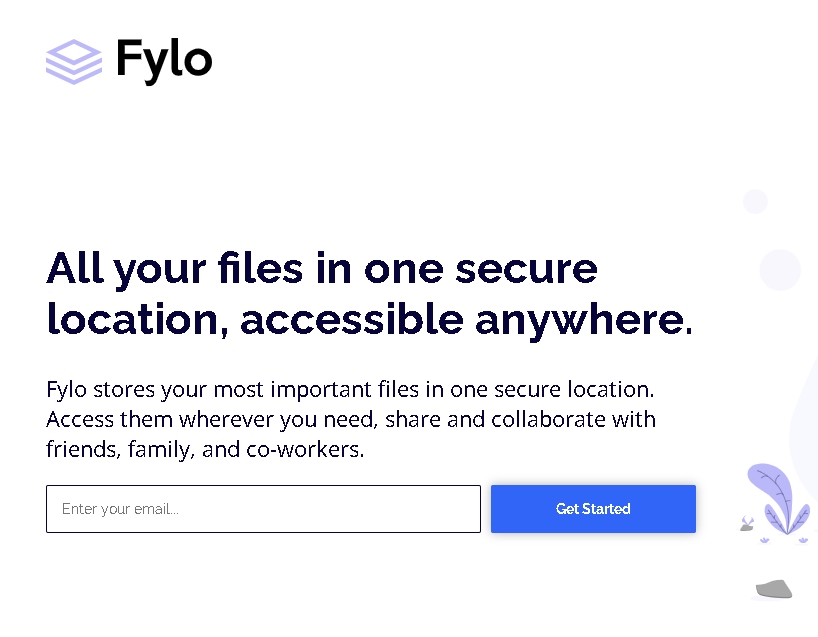 Fylo
All your files in one secure
location, accessible anywhere.
Fylo stores your most important files in one secure location.
Access them wherever you need, share and collaborate with
friends, family, and co-workers.
Enter your email...
Get Started